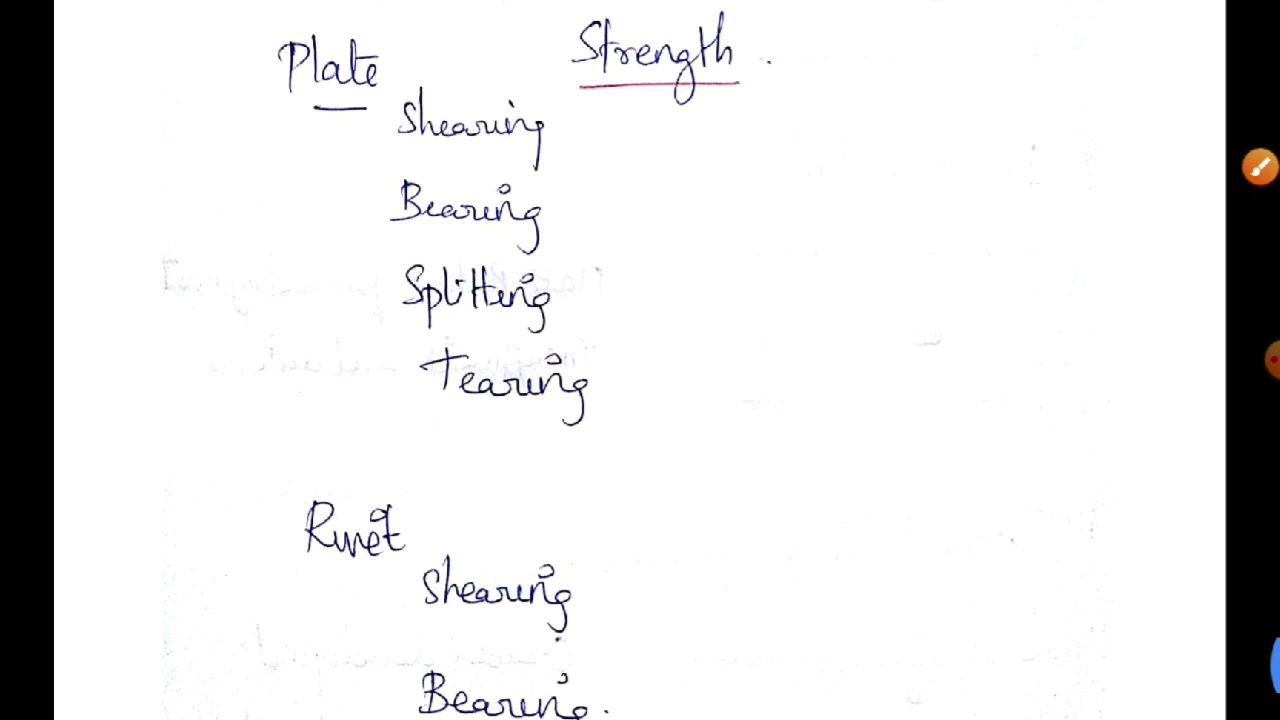 Strength.
Plate
Shearing
Bearing
Splitting
Tearing
Rivet
Shearing
Bearing.